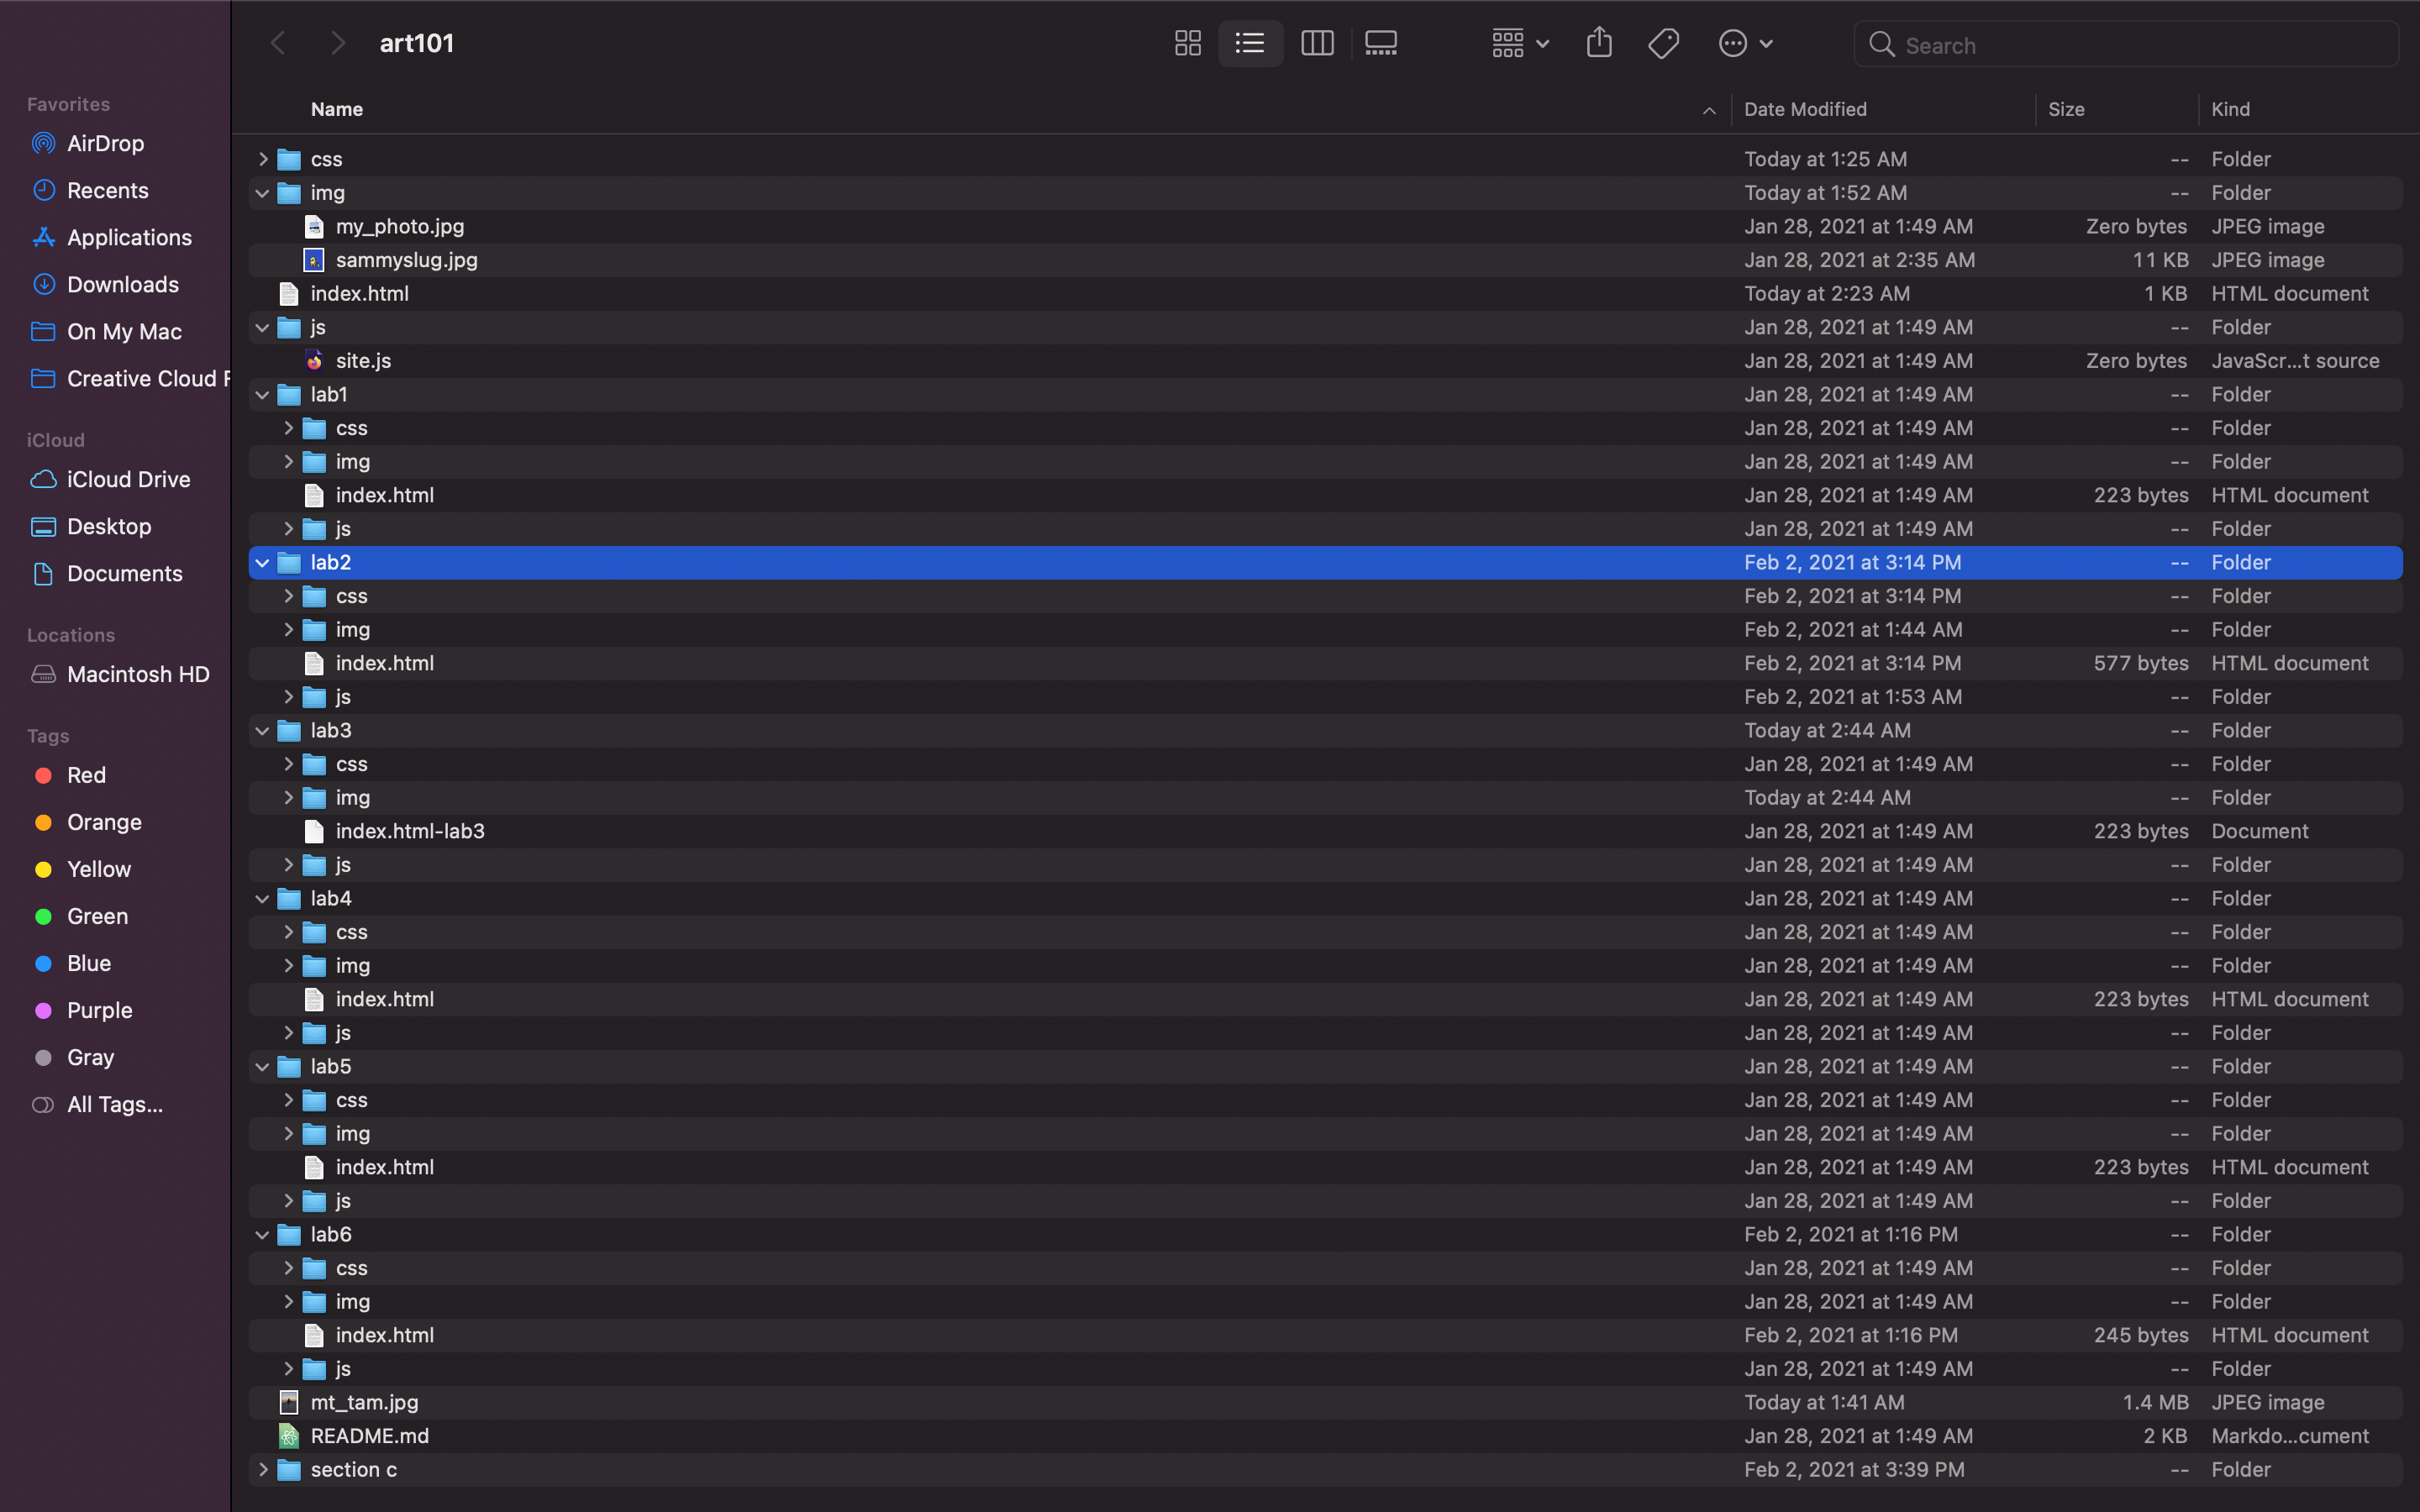 art101
Search
Favorites
AirDrop
Recents
Applications
Downloads
On My Mac
Creative Cloud F
iCloud
iCloud Drive
Desktop
Documents
Locations
Macintosh HD
Tags
Red
Orange
Yellow
Green
Blue
Purple
Gray
All Tags...
Name Date Modified Size Kind
css Today at 1:25 AM -- Folder
img Today at 1:52 AM -- Folder
my_photo.jpg Jan 28, 2021 at 1:49 AM Zero bytes JPEG image
sammyslug.jpg Jan 28, 2021 at 2:35 AM 11 KB JPEG image
index.html Today at 2:23 AM 1 KB HTML document
js Jan 28, 2021 at 1:49 AM -- Folder
site.js Jan 28, 2021 at 1:49 AM Zero bytes JavaScr...t source
lab1 Jan 28, 2021 at 1:49 AM -- Folder
css Jan 28, 2021 at 1:49 AM -- Folder
img Jan 28, 2021 at 1:49 AM -- Folder
index.html Jan 28, 2021 at 1:49 AM 223 bytes HTML document
js Jan 28, 2021 at 1:49 AM -- Folder
lab2 Feb 2, 2021 at 3:14 PM -- Folder
css Feb 2, 2021 at 3:14 PM -- Folder
img Feb 2, 2021 at 1:44 AM -- Folder
index.html Feb 2, 2021 at 3:14 PM 577 bytes HTML document
js Feb 2, 2021 at 1:53 AM -- Folder
lab3 Today at 2:44 AM -- Folder
css Jan 28, 2021 at 1:49 AM -- Folder
img Today at 2:44 AM -- Folder
index.html-lab3 Jan 28, 2021 at 1:49 AM 223 bytes Document
js Jan 28, 2021 at 1:49 AM -- Folder
lab4 Jan 28, 2021 at 1:49 AM -- Folder
css Jan 28, 2021 at 1:49 AM -- Folder
img Jan 28, 2021 at 1:49 AM -- Folder
index.html Jan 28, 2021 at 1:49 AM 223 bytes HTML document
js Jan 28, 2021 at 1:49 AM -- Folder
lab5 Jan 28, 2021 at 1:49 AM -- Folder
css Jan 28, 2021 at 1:49 AM -- Folder
img Jan 28, 2021 at 1:49 AM -- Folder
index.html Jan 28, 2021 at 1:49 AM 223 bytes HTML document
js Jan 28, 2021 at 1:49 AM -- Folder
lab6 Feb 2, 2021 at 1:16 PM -- Folder
css Jan 28, 2021 at 1:49 AM -- Folder
img Jan 28, 2021 at 1:49 AM -- Folder
index.html Feb 2, 2021 at 1:16 PM 245 bytes HTML document
js Jan 28, 2021 at 1:49 AM -- Folder
mt_tam.jpg Today at 1:41 AM 1.4 MB JPEG image
README.md Jan 28, 2021 at 1:49 AM 2 KB Markdo...cument
section c Feb 2, 2021 at 3:39 PM -- Folder